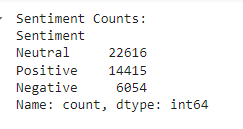 Sentiment Counts:
Sentiment
Neutral 22616
Positive 14415
Negative 6054
Name: count, dtype: int64